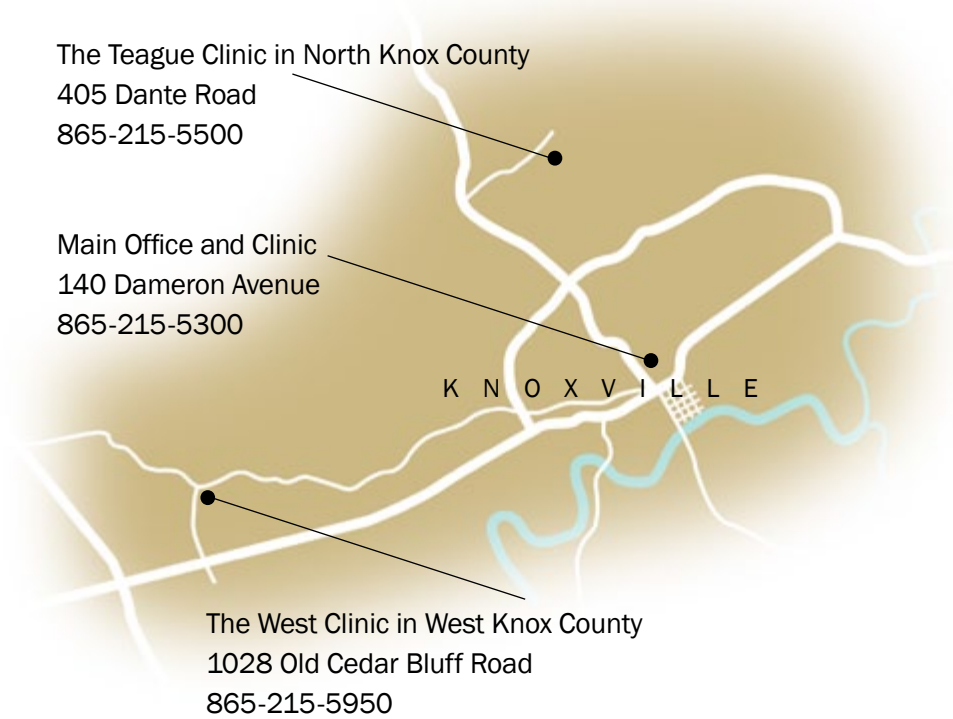 The Teague Clinic in North Knox County
405 Dante Road
865-215-5500
Main Office and Clinic
140 Dameron Avenue
865-215-5300
KNOXVILLE
The West Clinic in West Knox County
1028 Old Cedar Bluff Road
865-215-5950